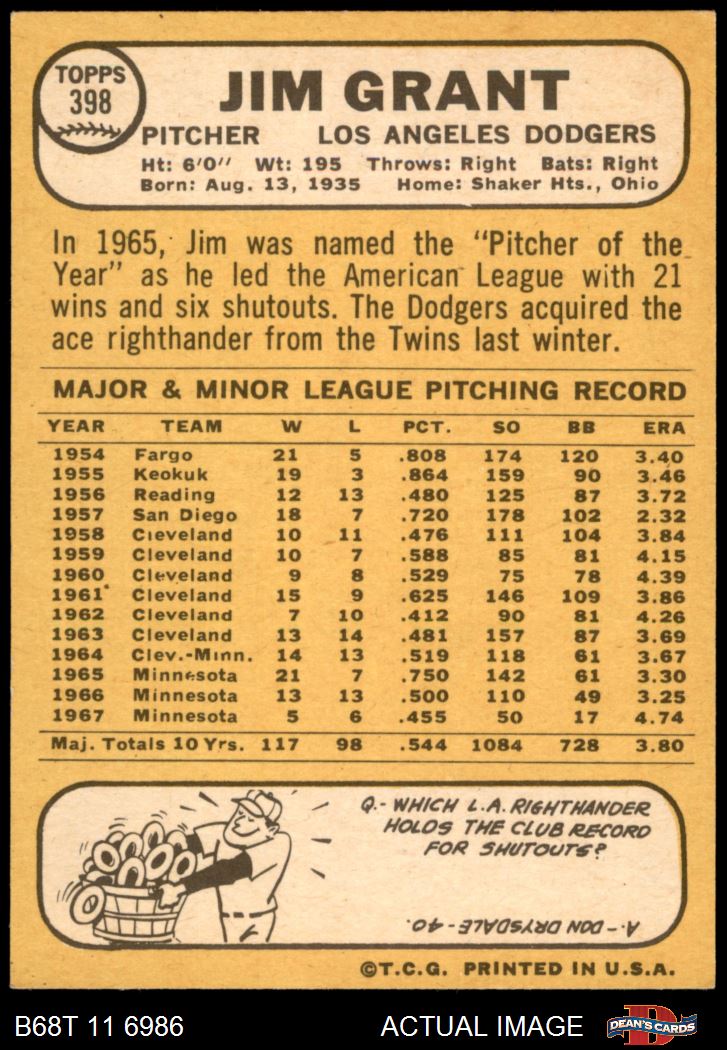 TOPPS
398
JIM GRANT
PITCHER LOS ANGELES DODGERS
Ht: 6'0" Wt: 195 Throws: Right Bats: Right
Born: Aug. 13, 1935 Home: Shaker Hts., Ohio
In 1965, Jim was named the "Pitcher of the
Year" as he led the American League with 21
wins and six shutouts. The Dodgers acquired the
ace righthander from the Twins last winter.
MAJOR & MINOR LEAGUE PITCHING RECORD
YEAR TEAM W L PCT. SO BB ERA
1954 Fargo 21 5 .808 174 120 3.40
1955 Keokuk 19 3 .864 159 90 3.46
1956 Reading 12 13 .480 125 87 3.72
1957 San Diego 18 7 .720 178 102 2.32
1958 Cleveland 10 11 .476 111 104 3.84
1959 Cleveland 10 7 .588 85 81 4.15
1960 Cleveland 9 8 .529 75 78 4.39
1961 Cleveland 15 9 .625 146 109 3.86
1962 Cleveland 7 10 .412 90 81 4.26
1963 Cleveland 13 14 .481 157 87 3.69
1964 Clev.-Minn. 14 13 .519 118 61 3.67
1965 Minnesota 21 7 .750 142 61 3.30
1966 Minnesota 13 13 .500 110 49 3.25
1967 Minnesota 5 6 .455 50 17 4.74
Maj. Totals 10 Yrs. 117 98 .544 1084 728 3.80
Q.- WHICH L.A. RIGHTHANDER
HOLDS THE CLUB RECORD
FOR SHUTOUTS?
A.- DON DRYSDALE - 40.
©T.C.G. PRINTED IN U.S.A.
B68T 11 6986 ACTUAL IMAGE DEAN'S CARDS